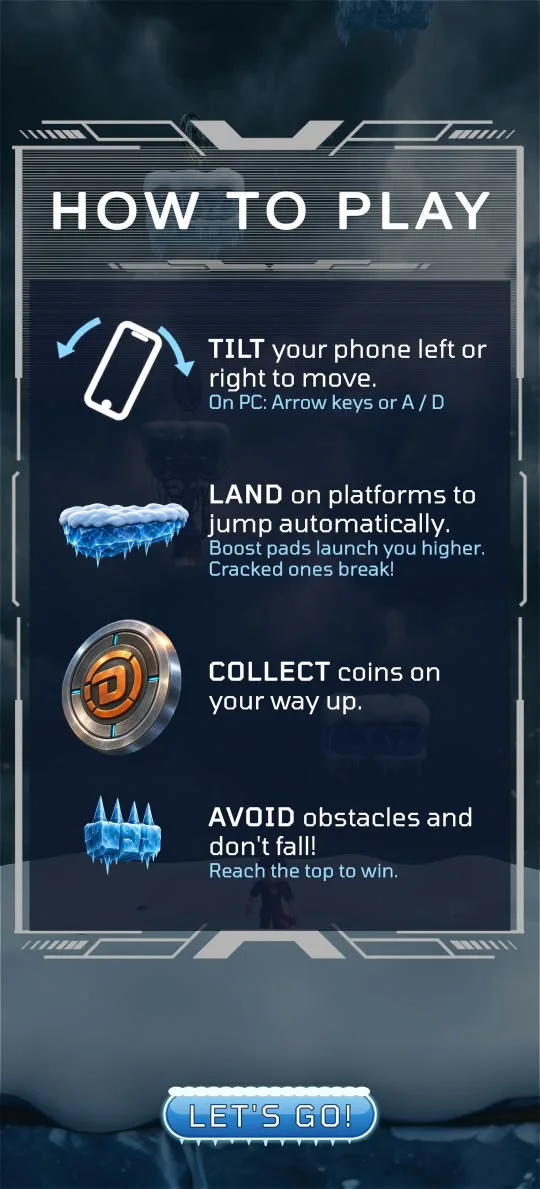 HOW TO PLAY
TILT your phone left or
right to move.
On PC: Arrow keys or A / D
LAND on platforms to
jump automatically.
Boost pads launch you higher.
Cracked ones break!
D
COLLECT coins on
your way up.
AVOID obstacles and
don't fall!
Reach the top to win.
LET'S GO!